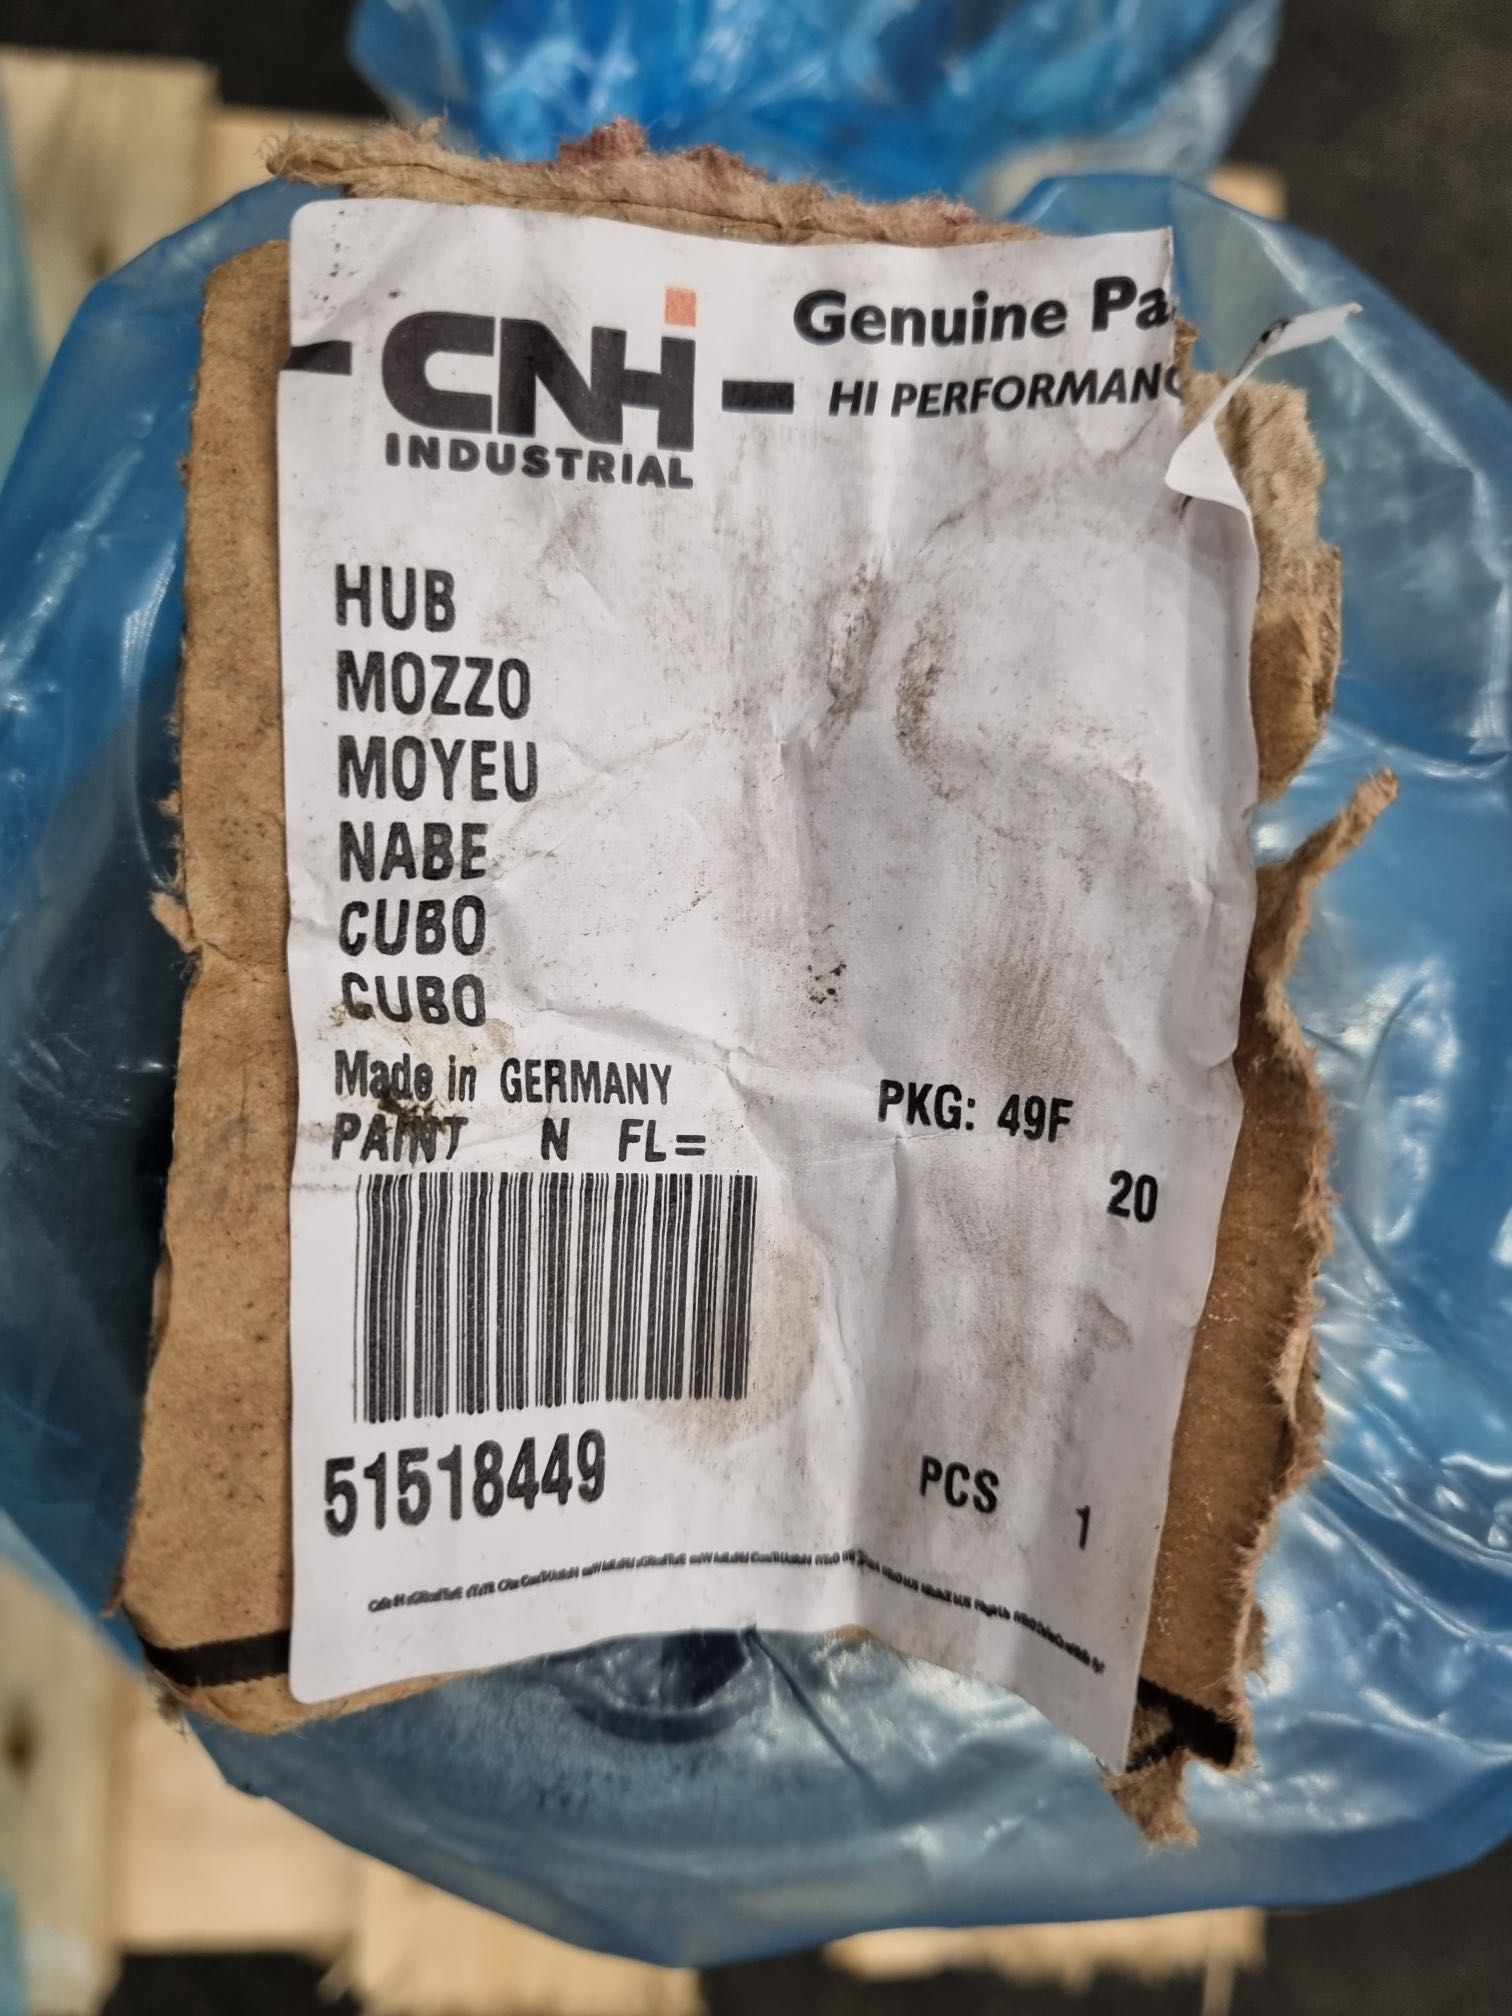 CNH
INDUSTRIAL
Genuine Pa
HI PERFORMANC
HUB
MOZZO
MOYEU
NABE
CUBO
CUBO
Made in GERMANY
PAINT N FL=
PKG: 49F
20
51518449
PCS 1